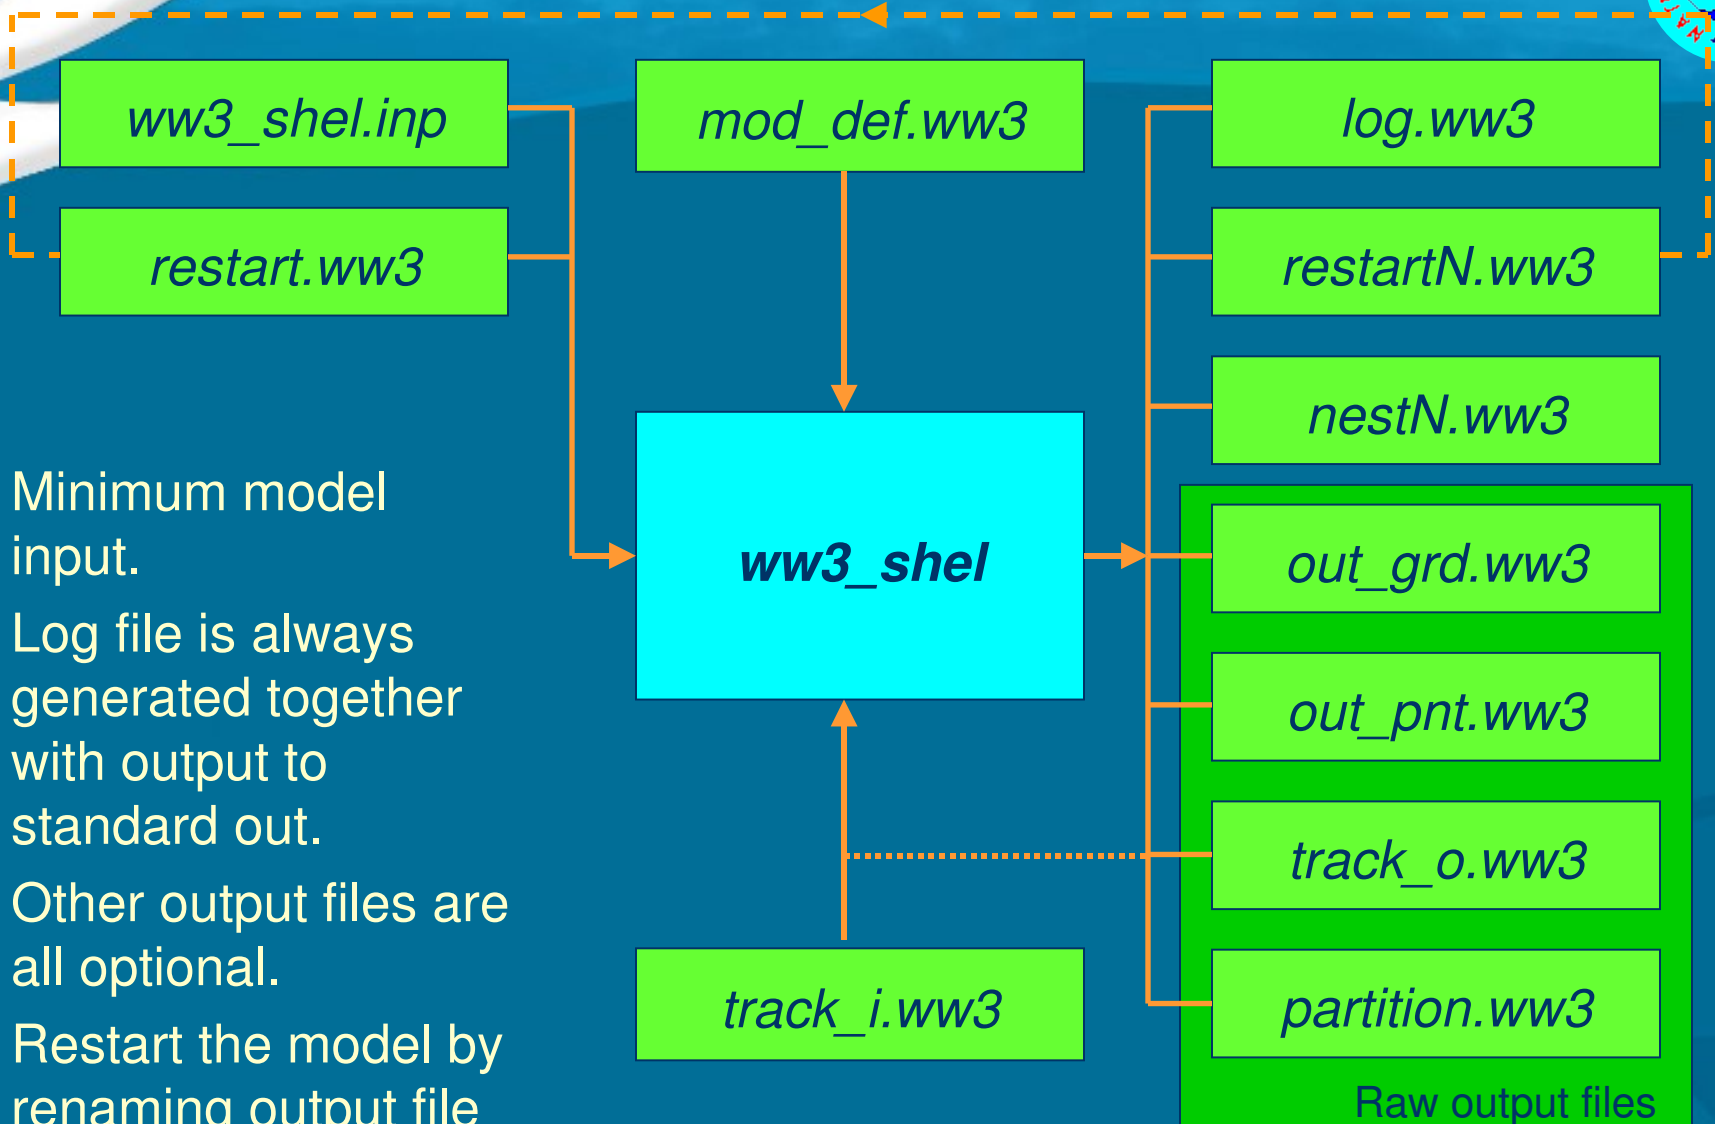 ww3_shel.inp
mod_def.ww3
log.ww3
restart.ww3
restartN.ww3
nestN.ww3
Minimum model
input.
Log file is always
generated together
with output to
standard out.
Other output files are
all optional.
Restart the model by
renaming output file
ww3_shel
out_grd.ww3
out_pnt.ww3
track_o.ww3
track_i.ww3
partition.ww3
Raw output files